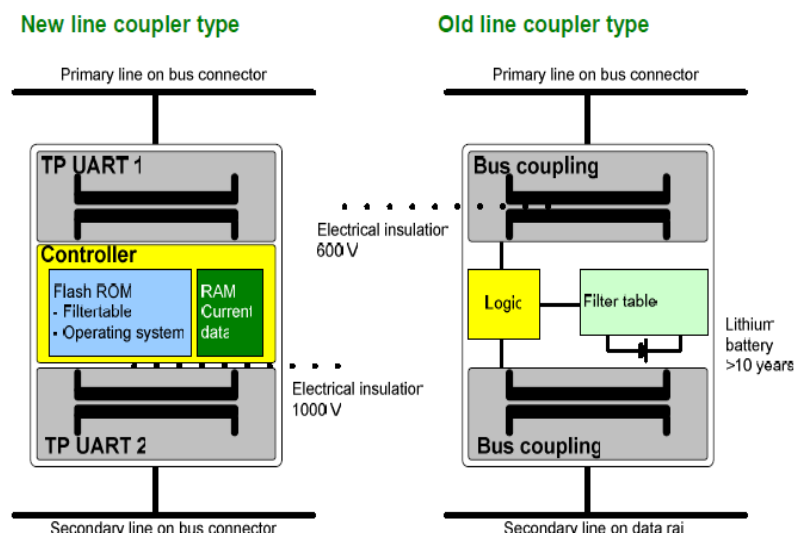 New line coupler type
Old line coupler type
Primary line on bus connector
Primary line on bus connector
TP UART 1
Bus coupling
Electrical insulation
600 V
Controller
Flash ROM
- Filtertable
- Operating system
RAM
Current
data
Logic
Filter table
Lithium
battery
>10 years
Electrical insulation
1000 V
TP UART 2
Bus coupling
Secondary line on bus connector
Secondary line on data rai